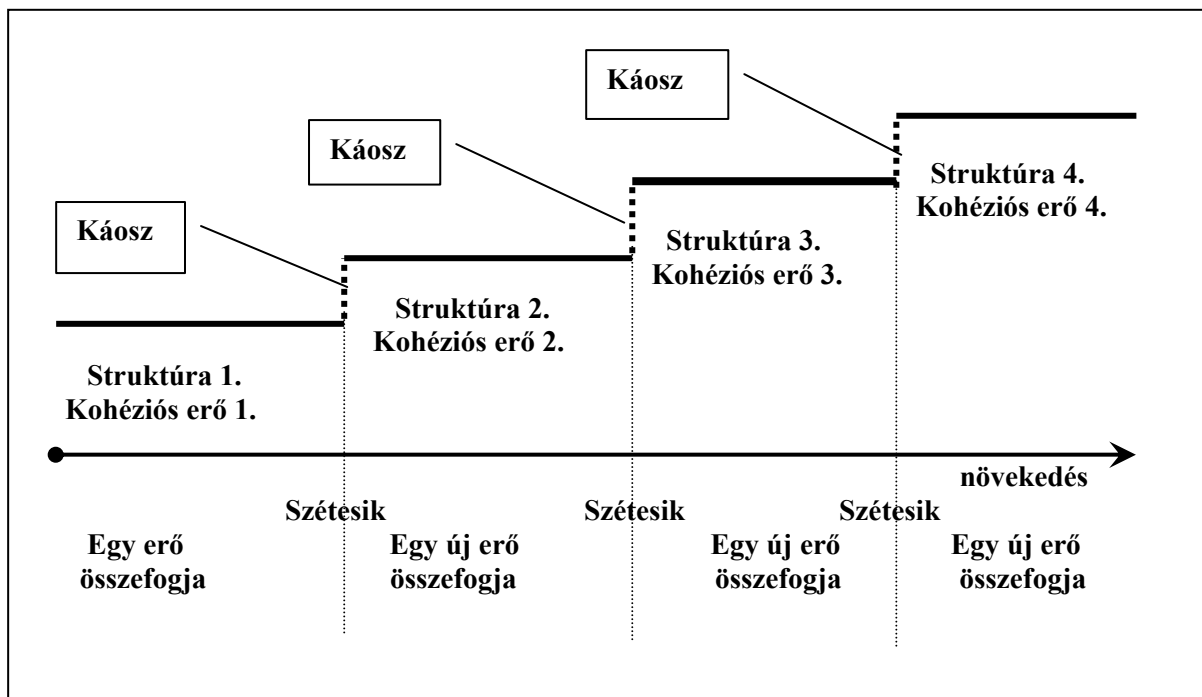 Káosz
Káosz
Káosz
Struktúra 4.
Kohéziós erő 4.
Struktúra 3.
Kohéziós erő 3.
Struktúra 2.
Kohéziós erő 2.
Struktúra 1.
Kohéziós erő 1.
növekedés
Szétesik
Szétesik
Szétesik
Egy erő
összefogja
Egy új erő
összefogja
Egy új erő
összefogja
Egy új erő
összefogja